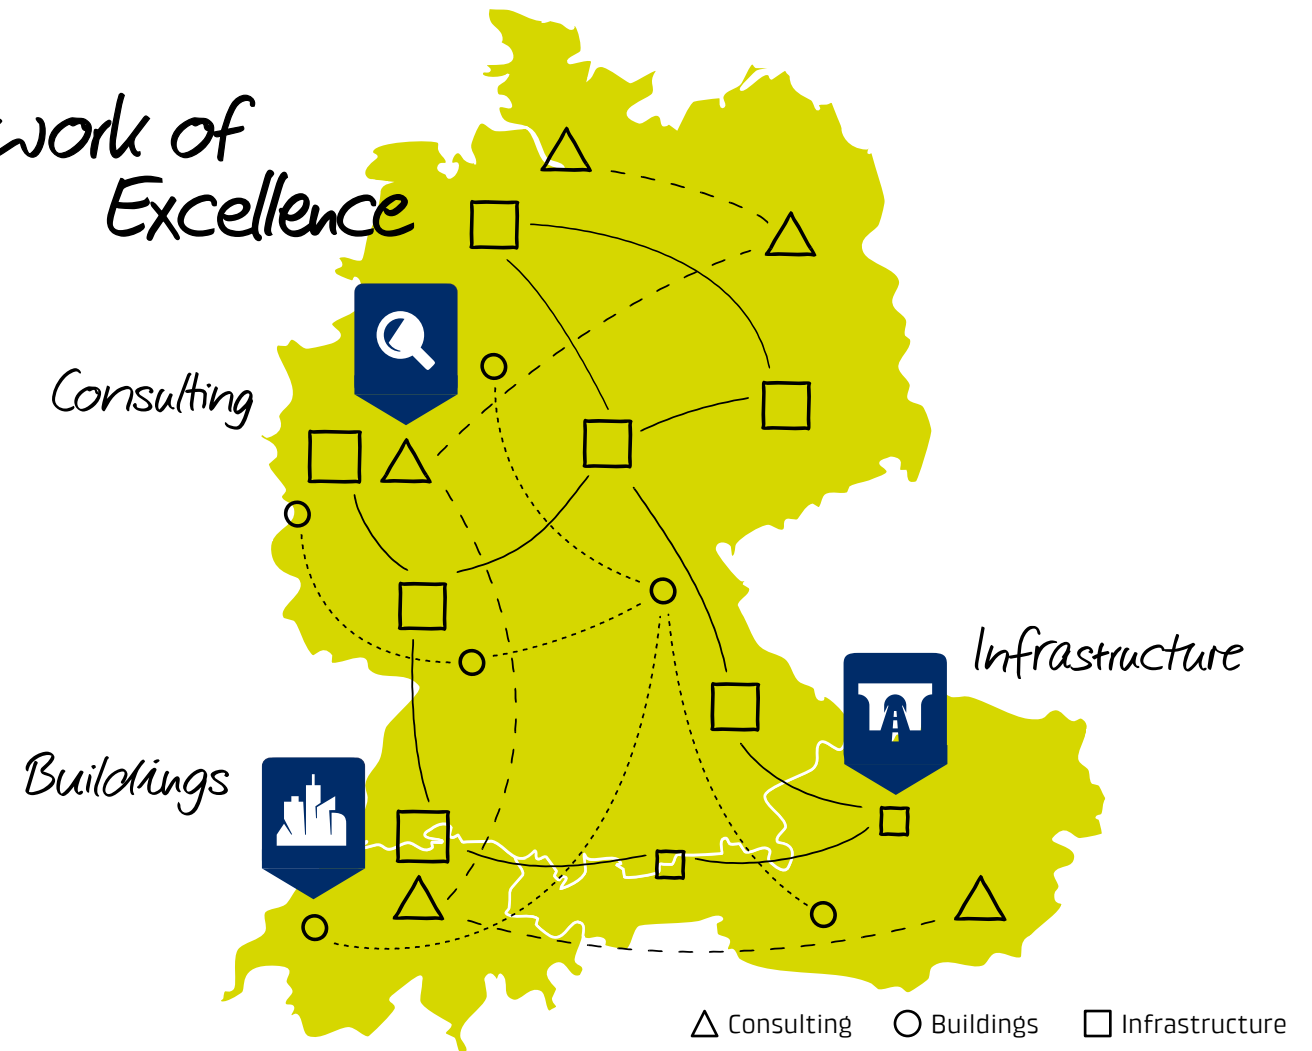 work of
Excellence
Consulting
Infrastructure
Buildings
Consulting Buildings Infrastructure